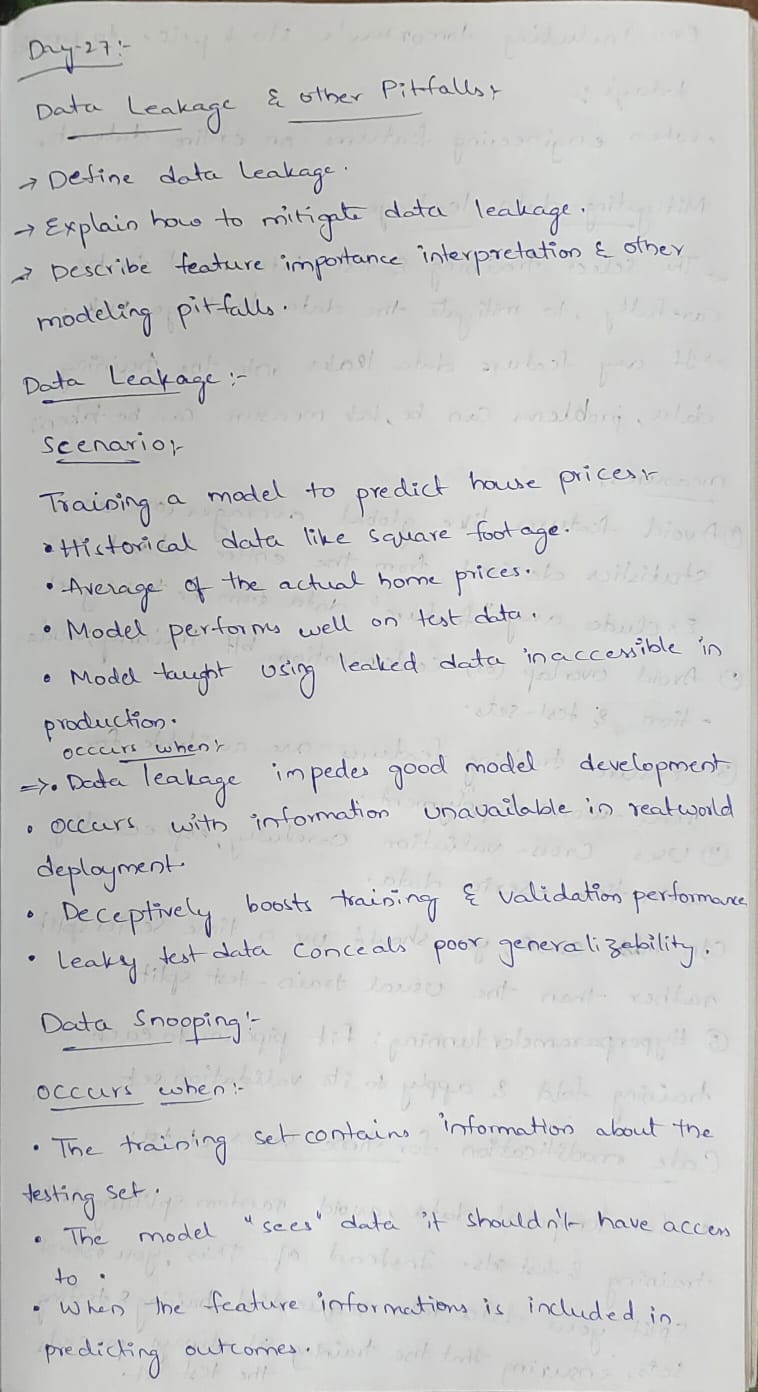 Day-27:-
Data Leakage & other Pitfalls:-
→ Define data leakage.
→ Explain how to mitigate data leakage.
→ Describe feature importance interpretation & other
modeling pitfalls.
Data Leakage :-
Scenario:-
Training a model to predict house prices:-
• Historical data like square footage.
• Average of the actual home prices.
• Model performs well on test data.
• Model taught using leaked data inaccessible in
production.
occurs when:-
=>. Data leakage impedes good model development
• occurs with information unavailable in realworld
deployment.
• Deceptively boosts training & validation performance
• leaky test data conceals poor generalizability.
Data Snooping:-
occurs when:-
• The training set contains information about the
testing set.
• The model "sees" data it shouldn't have access
to.
• When the feature informations is included in
predicting outcomes.